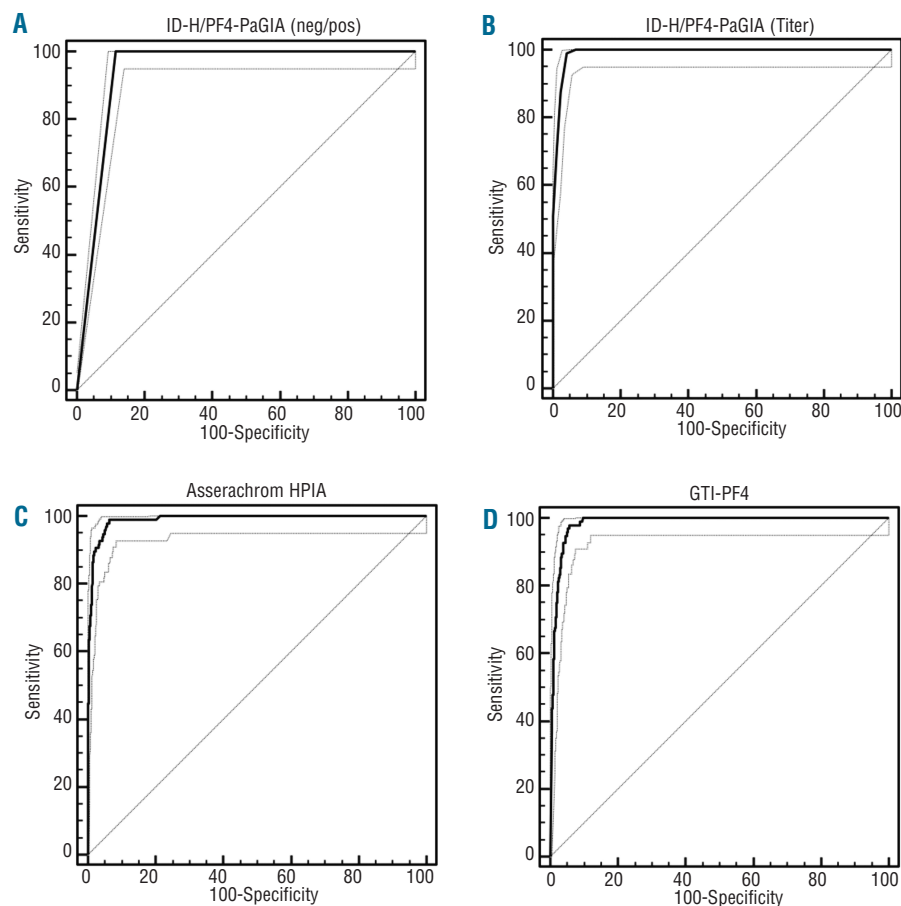 A
ID-H/PF4-PaGIA (neg/pos)
100
80
60
40
20
0
Sensitivity
0 20 40 60 80 100
100-Specificity
B
ID-H/PF4-PaGIA (Titer)
100
80
60
40
20
0
Sensitivity
0 20 40 60 80 100
100-Specificity
C
Asserachrom HPIA
100
80
60
40
20
0
Sensitivity
0 20 40 60 80 100
100-Specificity
D
GTI-PF4
100
80
60
40
20
0
Sensitivity
0 20 40 60 80 100
100-Specificity